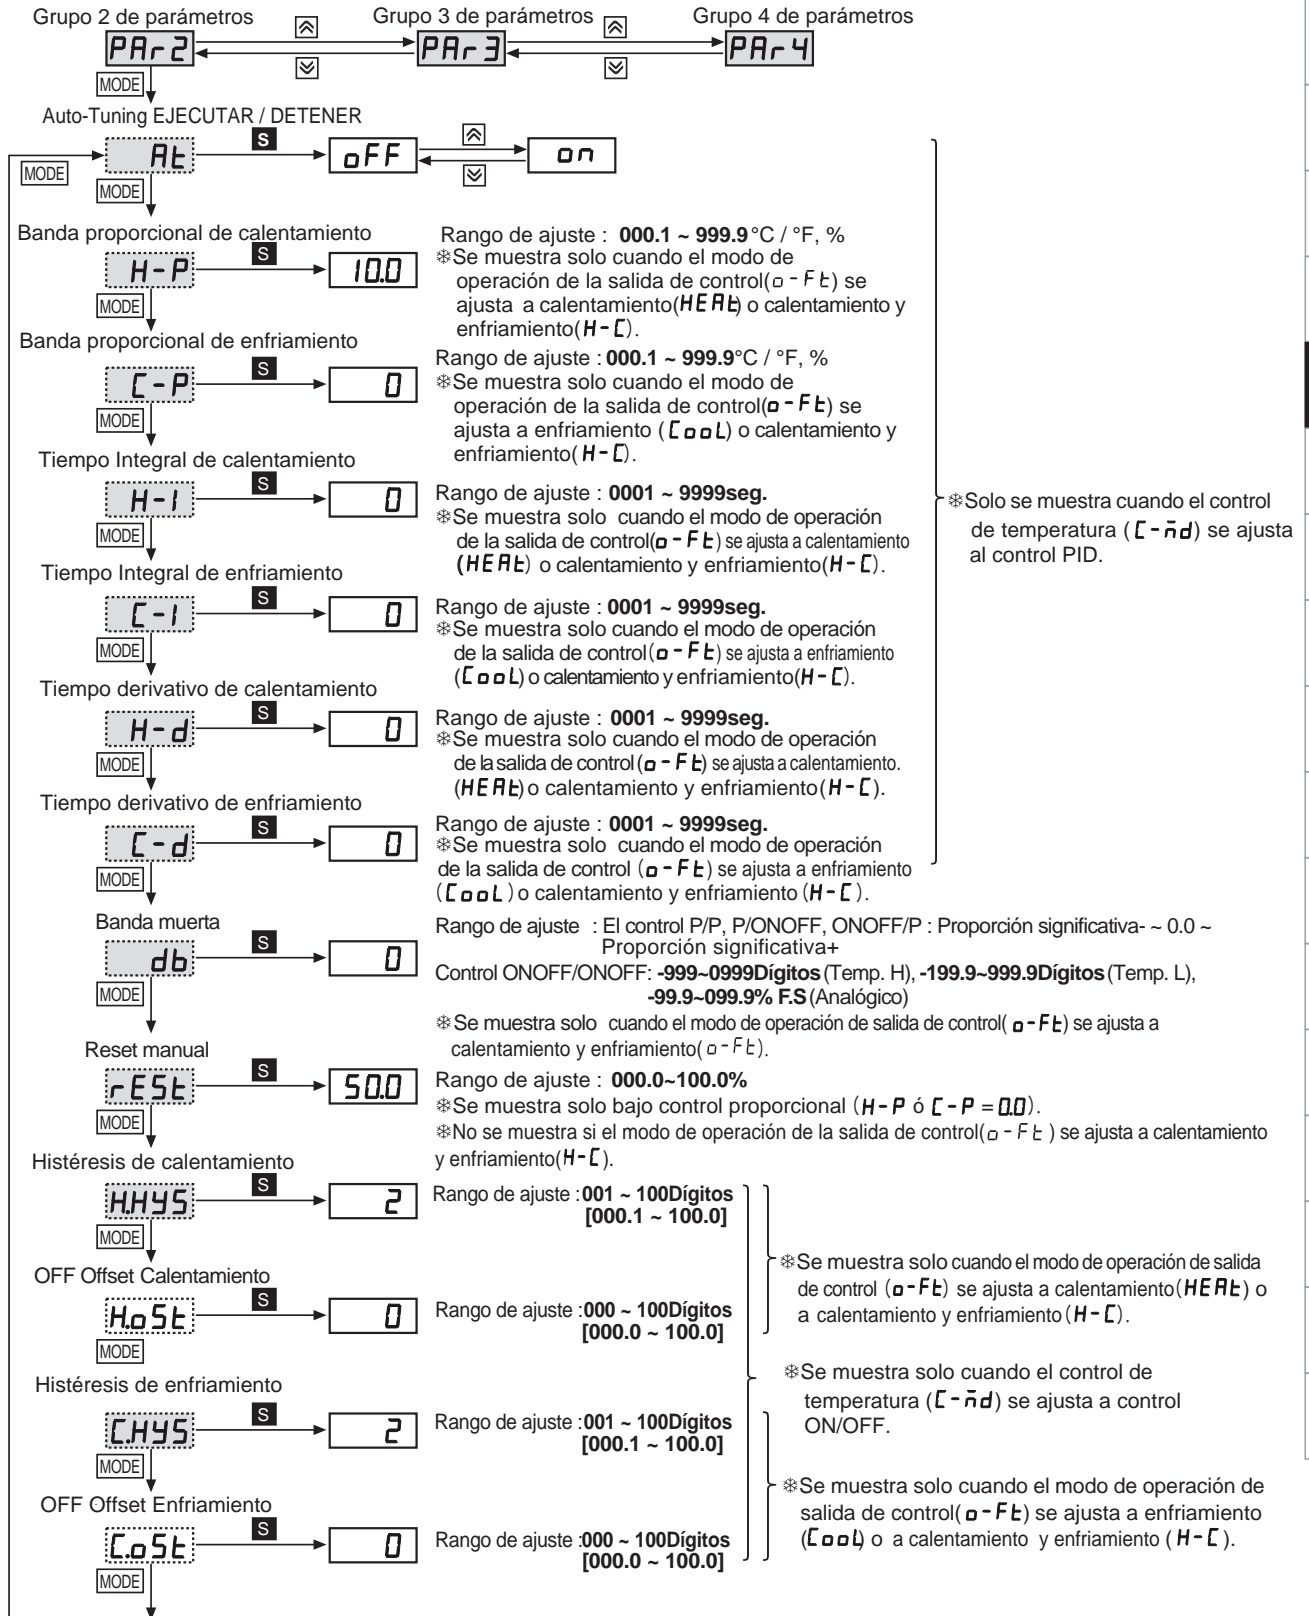 Grupo 2 de parámetros Grupo 3 de parámetros Grupo 4 de parámetros
PAr2 PAr3 PAr4
MODE
Auto-Tuning EJECUTAR / DETENER
At S oFF on
MODE
MODE
Banda proporcional de calentamiento
H-P S 10.0
MODE
Rango de ajuste : 000.1 ~ 999.9°C / °F, %
❊Se muestra solo cuando el modo de
operación de la salida de control(o-Ft) se
ajusta a calentamiento(HEAt) o calentamiento y
enfriamiento(H-C).
Banda proporcional de enfriamiento
C-P S 0
MODE
Rango de ajuste : 000.1 ~ 999.9°C / °F, %
❊Se muestra solo cuando el modo de
operación de la salida de control(o-Ft) se
ajusta a enfriamiento (CooL) o calentamiento y
enfriamiento(H-C).
Tiempo Integral de calentamiento
H-I S 0
MODE
Rango de ajuste : 0001 ~ 9999seg.
❊Se muestra solo cuando el modo de operación
de la salida de control(o-Ft) se ajusta a calentamiento
(HEAt) o calentamiento y enfriamiento(H-C).
❊Solo se muestra cuando el control
de temperatura (C-md) se ajusta
al control PID.
Tiempo Integral de enfriamiento
C-I S 0
MODE
Rango de ajuste : 0001 ~ 9999seg.
❊Se muestra solo cuando el modo de operación
de la salida de control(o-Ft) se ajusta a enfriamiento
(CooL) o calentamiento y enfriamiento(H-C).
Tiempo derivativo de calentamiento
H-d S 0
MODE
Rango de ajuste : 0001 ~ 9999seg.
❊Se muestra solo cuando el modo de operación
de la salida de control(o-Ft) se ajusta a calentamiento.
(HEAt) o calentamiento y enfriamiento(H-C).
Tiempo derivativo de enfriamiento
C-d S 0
MODE
Rango de ajuste : 0001 ~ 9999seg.
❊Se muestra solo cuando el modo de operación
de la salida de control (o-Ft) se ajusta a enfriamiento
(CooL) o calentamiento y enfriamiento (H-C).
Banda muerta
db S 0
MODE
Rango de ajuste : El control P/P, P/ONOFF, ONOFF/P : Proporción significativa- ~ 0.0 ~
Proporción significativa+
Control ONOFF/ONOFF: -999~0999Dígitos (Temp. H), -199.9~999.9Dígitos (Temp. L),
-99.9~099.9% F.S (Analógico)
❊Se muestra solo cuando el modo de operación de salida de control( o-Ft) se ajusta a
calentamiento y enfriamiento( o-Ft).
Reset manual
rESt S 50.0
MODE
Rango de ajuste : 000.0~100.0%
❊Se muestra solo bajo control proporcional (H-P ó C-P = 0.0).
❊No se muestra si el modo de operación de la salida de control(o-Ft ) se ajusta a calentamiento
y enfriamiento(H-C).
Histéresis de calentamiento
H.HYS S 2
MODE
Rango de ajuste : 001 ~ 100Dígitos
[000.1 ~ 100.0]
OFF Offset Calentamiento
H.oSt S 0
MODE
Rango de ajuste : 000 ~ 100Dígitos
[000.0 ~ 100.0]
❊Se muestra solo cuando el modo de operación de salida
de control (o-Ft) se ajusta a calentamiento(HEAt) o
a calentamiento y enfriamiento(H-C).
❊Se muestra solo cuando el control de
temperatura (C-md) se ajusta a control
ON/OFF.
Histéresis de enfriamiento
C.HYS S 2
MODE
Rango de ajuste : 001 ~ 100Dígitos
[000.1 ~ 100.0]
OFF Offset Enfriamiento
C.oSt S 0
MODE
Rango de ajuste : 000 ~ 100Dígitos
[000.0 ~ 100.0]
❊Se muestra solo cuando el modo de operación de
salida de control( o-Ft) se ajusta a enfriamiento
(CooL) o a calentamiento y enfriamiento ( H-C ).